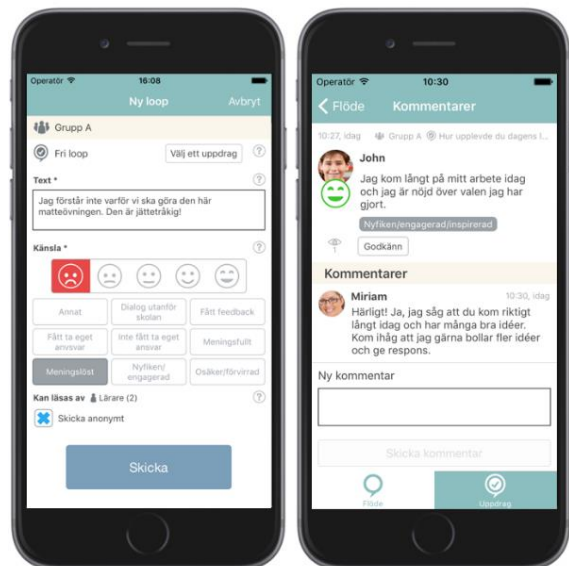 Operatör 16:08
Ny loop Avbryt
Grupp A
Fri loop Välj ett uppdrag ?
Text * ?
Jag förstår inte
varför vi ska göra den här
matteövningen. Den är jättetråkig!
Känsla * ?
Annat
Dialog utanför
skolan
Fått feedback
Fått ta eget
ansvar
Inte fått ta eget
ansvar
Meningsfullt
Meningslöst
Nyfiken/
engagerad
Osäker/förvirrad
Kan läsas av Lärare (2) ?
Skicka anonymt
Skicka
Operatör 10:30
Flöde Kommentarer
10:27, idag Grupp A Hur upplevde du dagens l...
John
Jag kom långt på mitt arbete idag
och jag är nöjd över valen jag har
gjort.
Nyfiken/engagerad/inspirerad
1
Godkänn
Kommentarer
Miriam 10:30, idag
Härligt! Ja, jag såg att du kom riktigt
långt idag och har många bra idéer.
Kom ihåg att jag gärna bollar fler idéer
och ge respons.
Ny kommentar
Skicka kommentar
Flöde Uppdrag